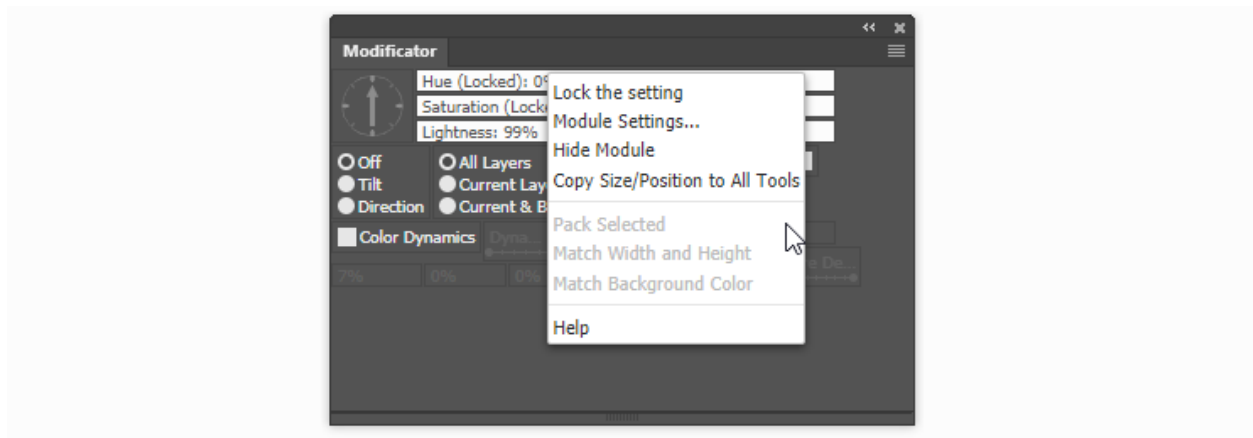 Modificator
Hue (Locked): 0%
Saturation (Lock
Lightness: 99%
Off
All Layers
Tilt
Current Lay
Direction
Current & B
Color Dynamics
Dyna...
7%
0%
0%
e De...
Lock the setting
Module Settings...
Hide Module
Copy Size/Position to All Tools
Pack Selected
Match Width and Height
Match Background Color
Help